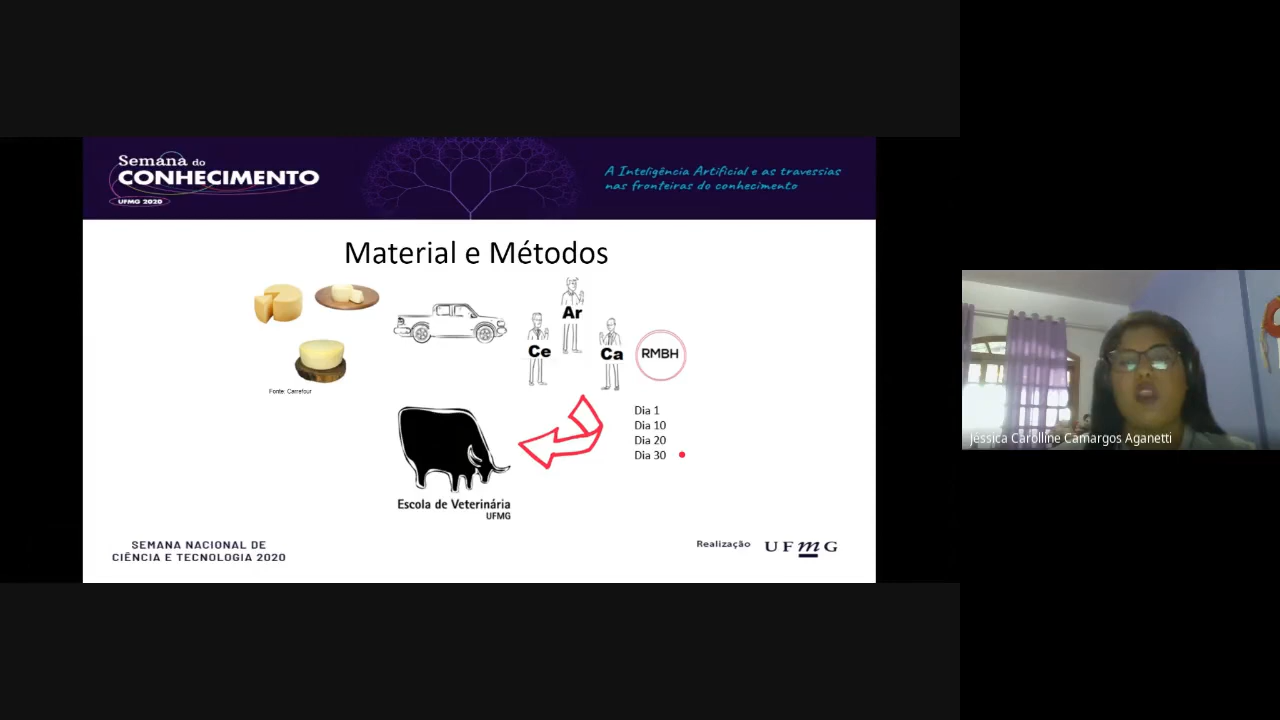 Semana do
CONHECIMENTO
UFMG 2020
A Inteligência Artificial e as travessias
nas fronteiras do conhecimento
Material e Métodos
Ar
Ce
Ca
RMBH
Fonte: Carrefour
Dia 1
Dia 10
Dia 20
Dia 30
Escola de Veterinária
UFMG
SEMANA NACIONAL DE
CIÊNCIA E TECNOLOGIA 2020
Realização
UFmG
Jéssica Carolline Camargos Aganetti